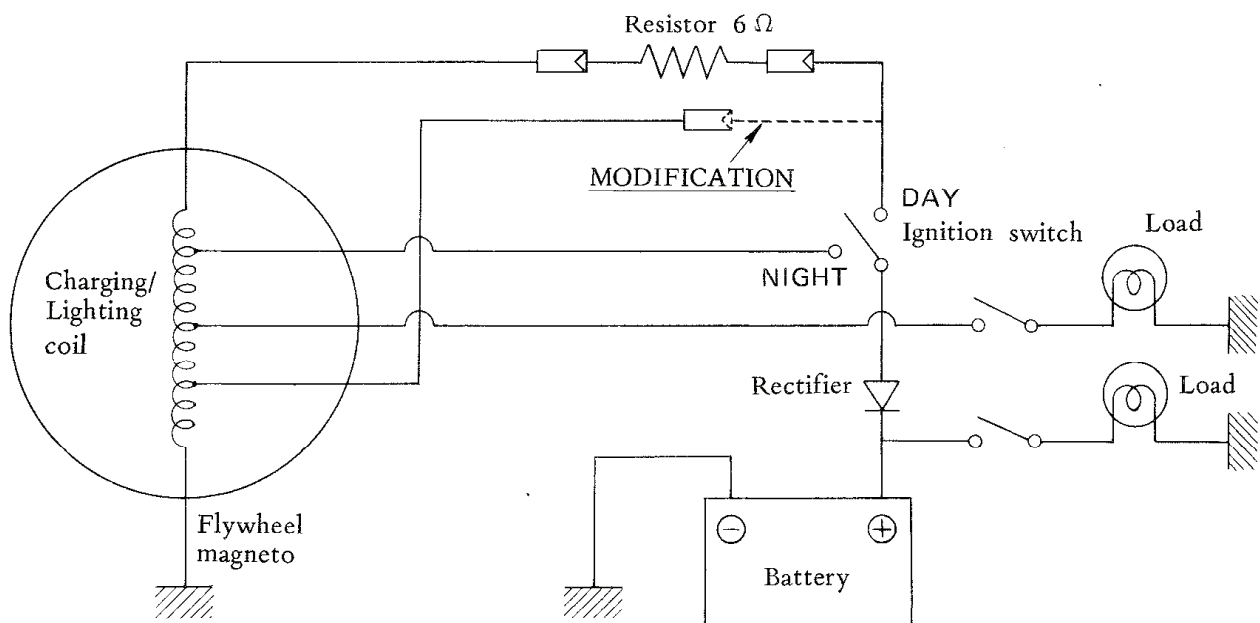 Resistor 6 Ω
MODIFICATION
DAY
Ignition switch
Load
NIGHT
Charging/
Lighting
coil
Rectifier
Load
Flywheel
magneto
⊖
⊕
Battery